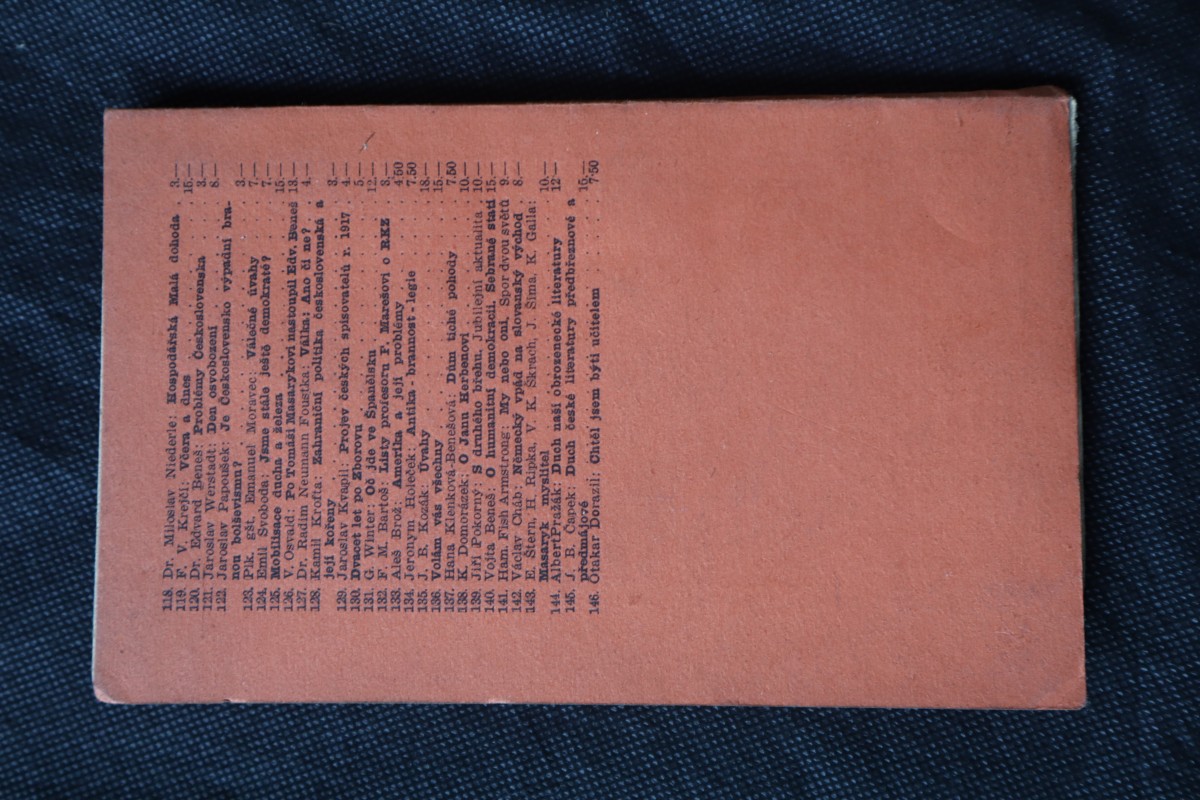 118. Dr. Miloslav Niederle: Hospodářská Malá dohoda . 3.—
119. F. V. Krejčí: Včera a dnes . . . . . . . . . 15.—
120. Dr. Edvard Beneš: Problémy Československa . . . 3.—
121. Jaroslav Werstadt: Den osvobození . . . . . . 8.—
122. Jaroslav Papoušek: Je Československo výpadní bra-
nou bolševismu? . . . . . . . . . . 3.—
123. Plk. gšt. Emanuel Moravec: Válečné úvahy . . . 7.—
124. Emil Svoboda: Jsme stále ještě demokraté? . . . 7.—
125. Mobilisace ducha a železa . . . . . . . . 15.
126. V. Osvald: Po Tomáši Masarykovi nastoupil Edv. Beneš 13.—
127. Dr. Radim Neumann Foustka: Válka: Ano či ne? . 4.—
128. Kamil Krofta: Zahraniční politika československá a
její kořeny . . . . . . . . . . . 3.—
129. Jaroslav Kvapil: Projev českých spisovatelů r. 1917 4.—
130. Dvacet let po Zborovu . . . . . . . . . 5.—
131. G. Winter: Oč jde ve Španělsku . . . . . . 12.—
132. F. M. Bartoš: Listy profesoru F. Marešovi o RKZ 3.—
133. Aleš Brož: Amerika a její problémy . . . . 4·50
134. Jeronym Holeček: Antika - brannost - legie . . . 7.50
135. J. B. Kozák: Úvahy . . . . . . . . . . 18.—
136. Volám vás všechny . . . . . . . . . . 15.—
137. Hana Klenková-Benešová: Dům tiché pohody . . 7.50
138. K. Domorázek: O Janu Herbenovi . . . . . 10.—
139. Jiří Pokorný: S druhého břehu. Jubilejní aktualita . 10.—
140. Vojta Beneš: O humanitní demokracii. Sebrané stati 15.—
141. Ham. Fish Armstrong: My nebo oni. Spor dvou světů 9.—
142. Václav Cháb: Německý vpád na slovanský východ . 8.—
143. E. Štern, H. Ripka, V. K. Škrach, J. Šíma, K. Galla:
Masaryk myslitel . . . . . . . . . . 10.—
144. Albert Pražák: Duch naší obrozenecké literatury 12—
145. J. B. Čapek: Duch české literatury předbřeznové a
předmájové . . . . . . . . . . . 16.—
146. Otakar Dorazil: Chtěl jsem býti učitelem . . . . 7·50